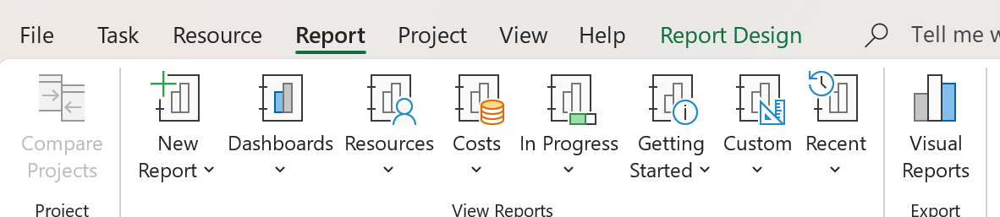 File Task Resource Report Project View Help Report Design Tell me
Compare Projects
New Report
Dashboards
Resources
Costs
In Progress
Getting Started
Custom
Recent
Visual Reports
Project View Reports Export